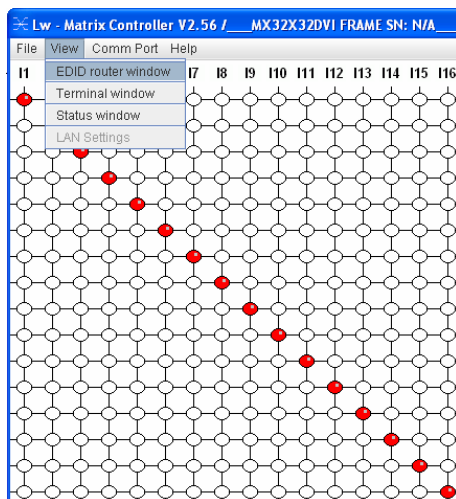 Lw - Matrix Controller V2.56 /___MX32X32DVI FRAME SN: N/A__
File View Comm Port Help
I1 I7 I8 I9 I10 I11 I12 I13 I14 I15 I16
EDID router window
Terminal window
Status window
LAN Settings